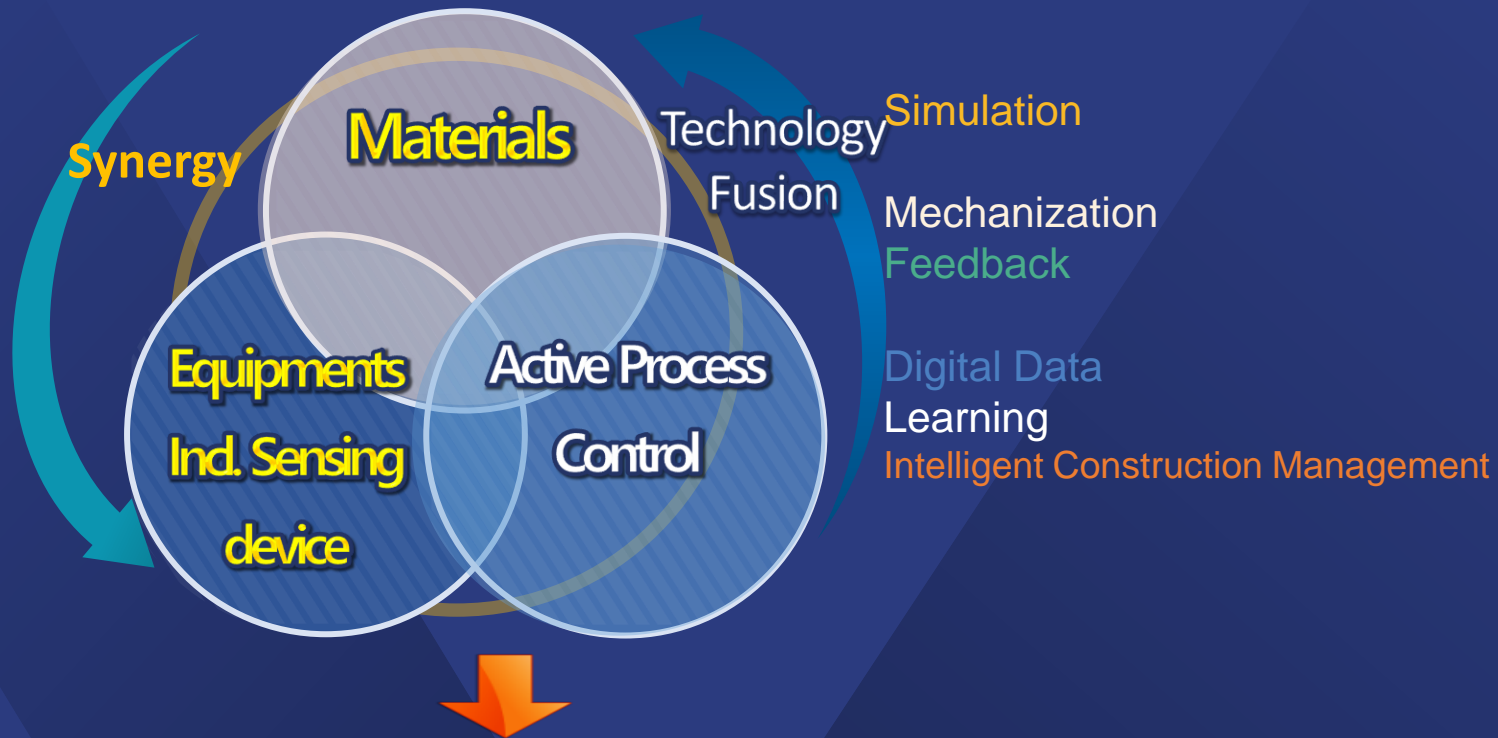 Synergy
Materials
Technology
Fusion
Equipments
Incl. Sensing
device
Active Process
Control
Simulation
Mechanization
Feedback
Digital Data
Learning
Intelligent Construction Management